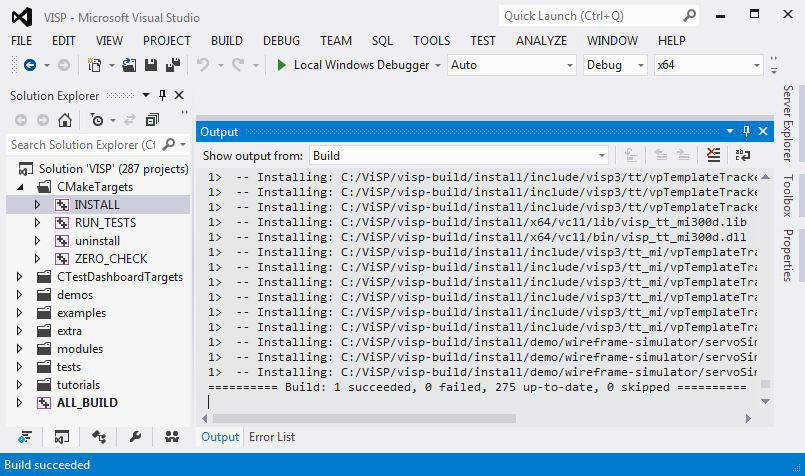 VISP - Microsoft Visual Studio
Quick Launch (Ctrl+Q)
FILE EDIT VIEW PROJECT BUILD DEBUG TEAM SQL TOOLS TEST ANALYZE WINDOW HELP
Local Windows Debugger Auto Debug x64
Solution Explorer
Search Solution Explorer (Ct
Solution 'VISP' (287 projects)
CMakeTargets
INSTALL
RUN_TESTS
uninstall
ZERO_CHECK
CTestDashboardTargets
demos
examples
extra
modules
tests
tutorials
ALL_BUILD
Output
Show output from: Build
1> -- Installing: C:/ViSP/visp-build/install/include/visp3/tt/vpTemplateTracke
1> -- Installing: C:/ViSP/visp-build/install/include/visp3/tt/vpTemplateTracke
1> -- Installing: C:/ViSP/visp-build/install/include/visp3/tt/vpTemplateTracke
1> -- Installing: C:/ViSP/visp-build/install/x64/vc11/lib/visp_tt_mi300d.lib
1> -- Installing: C:/ViSP/visp-build/install/x64/vc11/bin/visp_tt_mi300d.dll
1> -- Installing: C:/ViSP/visp-build/install/include/visp3/tt_mi/vpTemplateTra
1> -- Installing: C:/ViSP/visp-build/install/include/visp3/tt_mi/vpTemplateTra
1> -- Installing: C:/ViSP/visp-build/install/include/visp3/tt_mi/vpTemplateTra
1> -- Installing: C:/ViSP/visp-build/install/include/visp3/tt_mi/vpTemplateTra
1> -- Installing: C:/ViSP/visp-build/install/include/visp3/tt_mi/vpTemplateTra
1> -- Installing: C:/ViSP/visp-build/install/include/visp3/tt_mi/vpTemplateTra
1> -- Installing: C:/ViSP/visp-build/install/demo/wireframe-simulator/servoSim
1> -- Installing: C:/ViSP/visp-build/install/demo/wireframe-simulator/servoSim
1> -- Installing: C:/ViSP/visp-build/install/demo/wireframe-simulator/servoSim
========== Build: 1 succeeded, 0 failed, 275 up-to-date, 0 skipped ==========
Output Error List
Server Explorer
Toolbox
Properties
Build succeeded